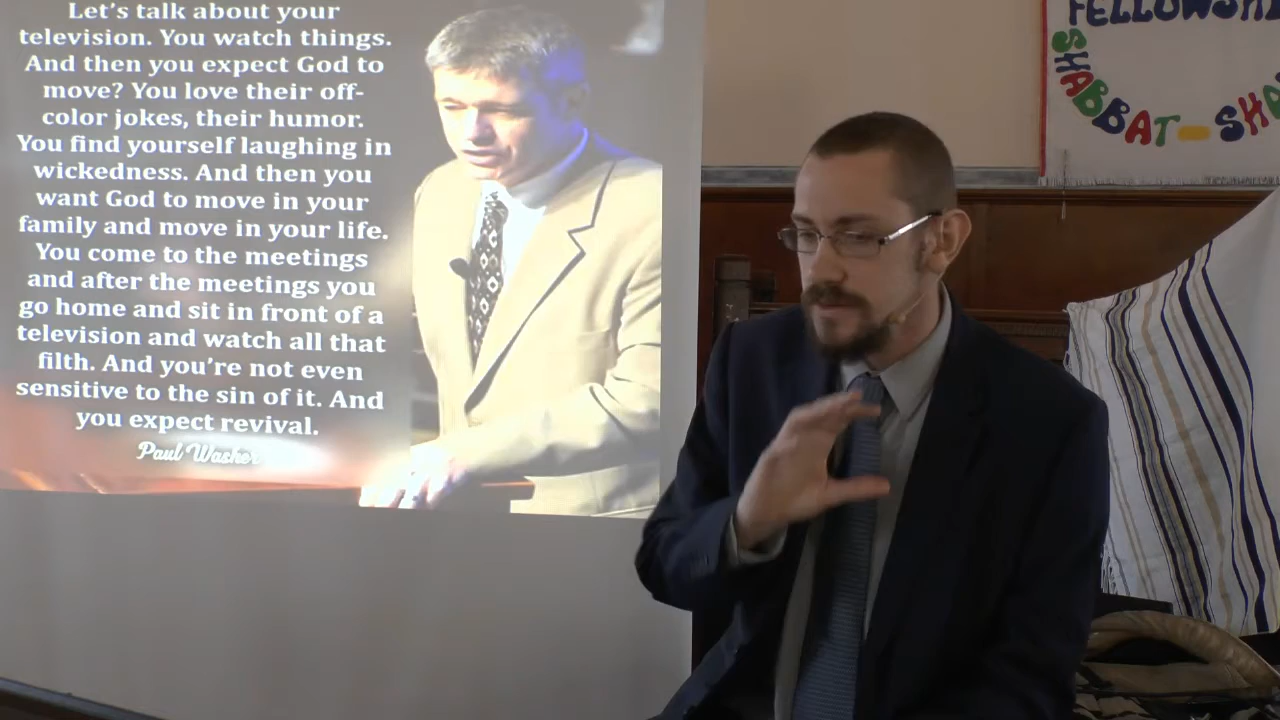 Let's talk about your
television. You watch things.
And then you expect God to
move? You love their off-
color jokes, their humor.
You find yourself laughing in
wickedness. And then you
want God to move in your
family and move in your life.
You come to the meetings
and after the meetings you
go home and sit in front of a
television and watch all that
filth. And you're not even
sensitive to the sin of it. And
you expect revival.
Paul Washer
SHABBAT-SHA